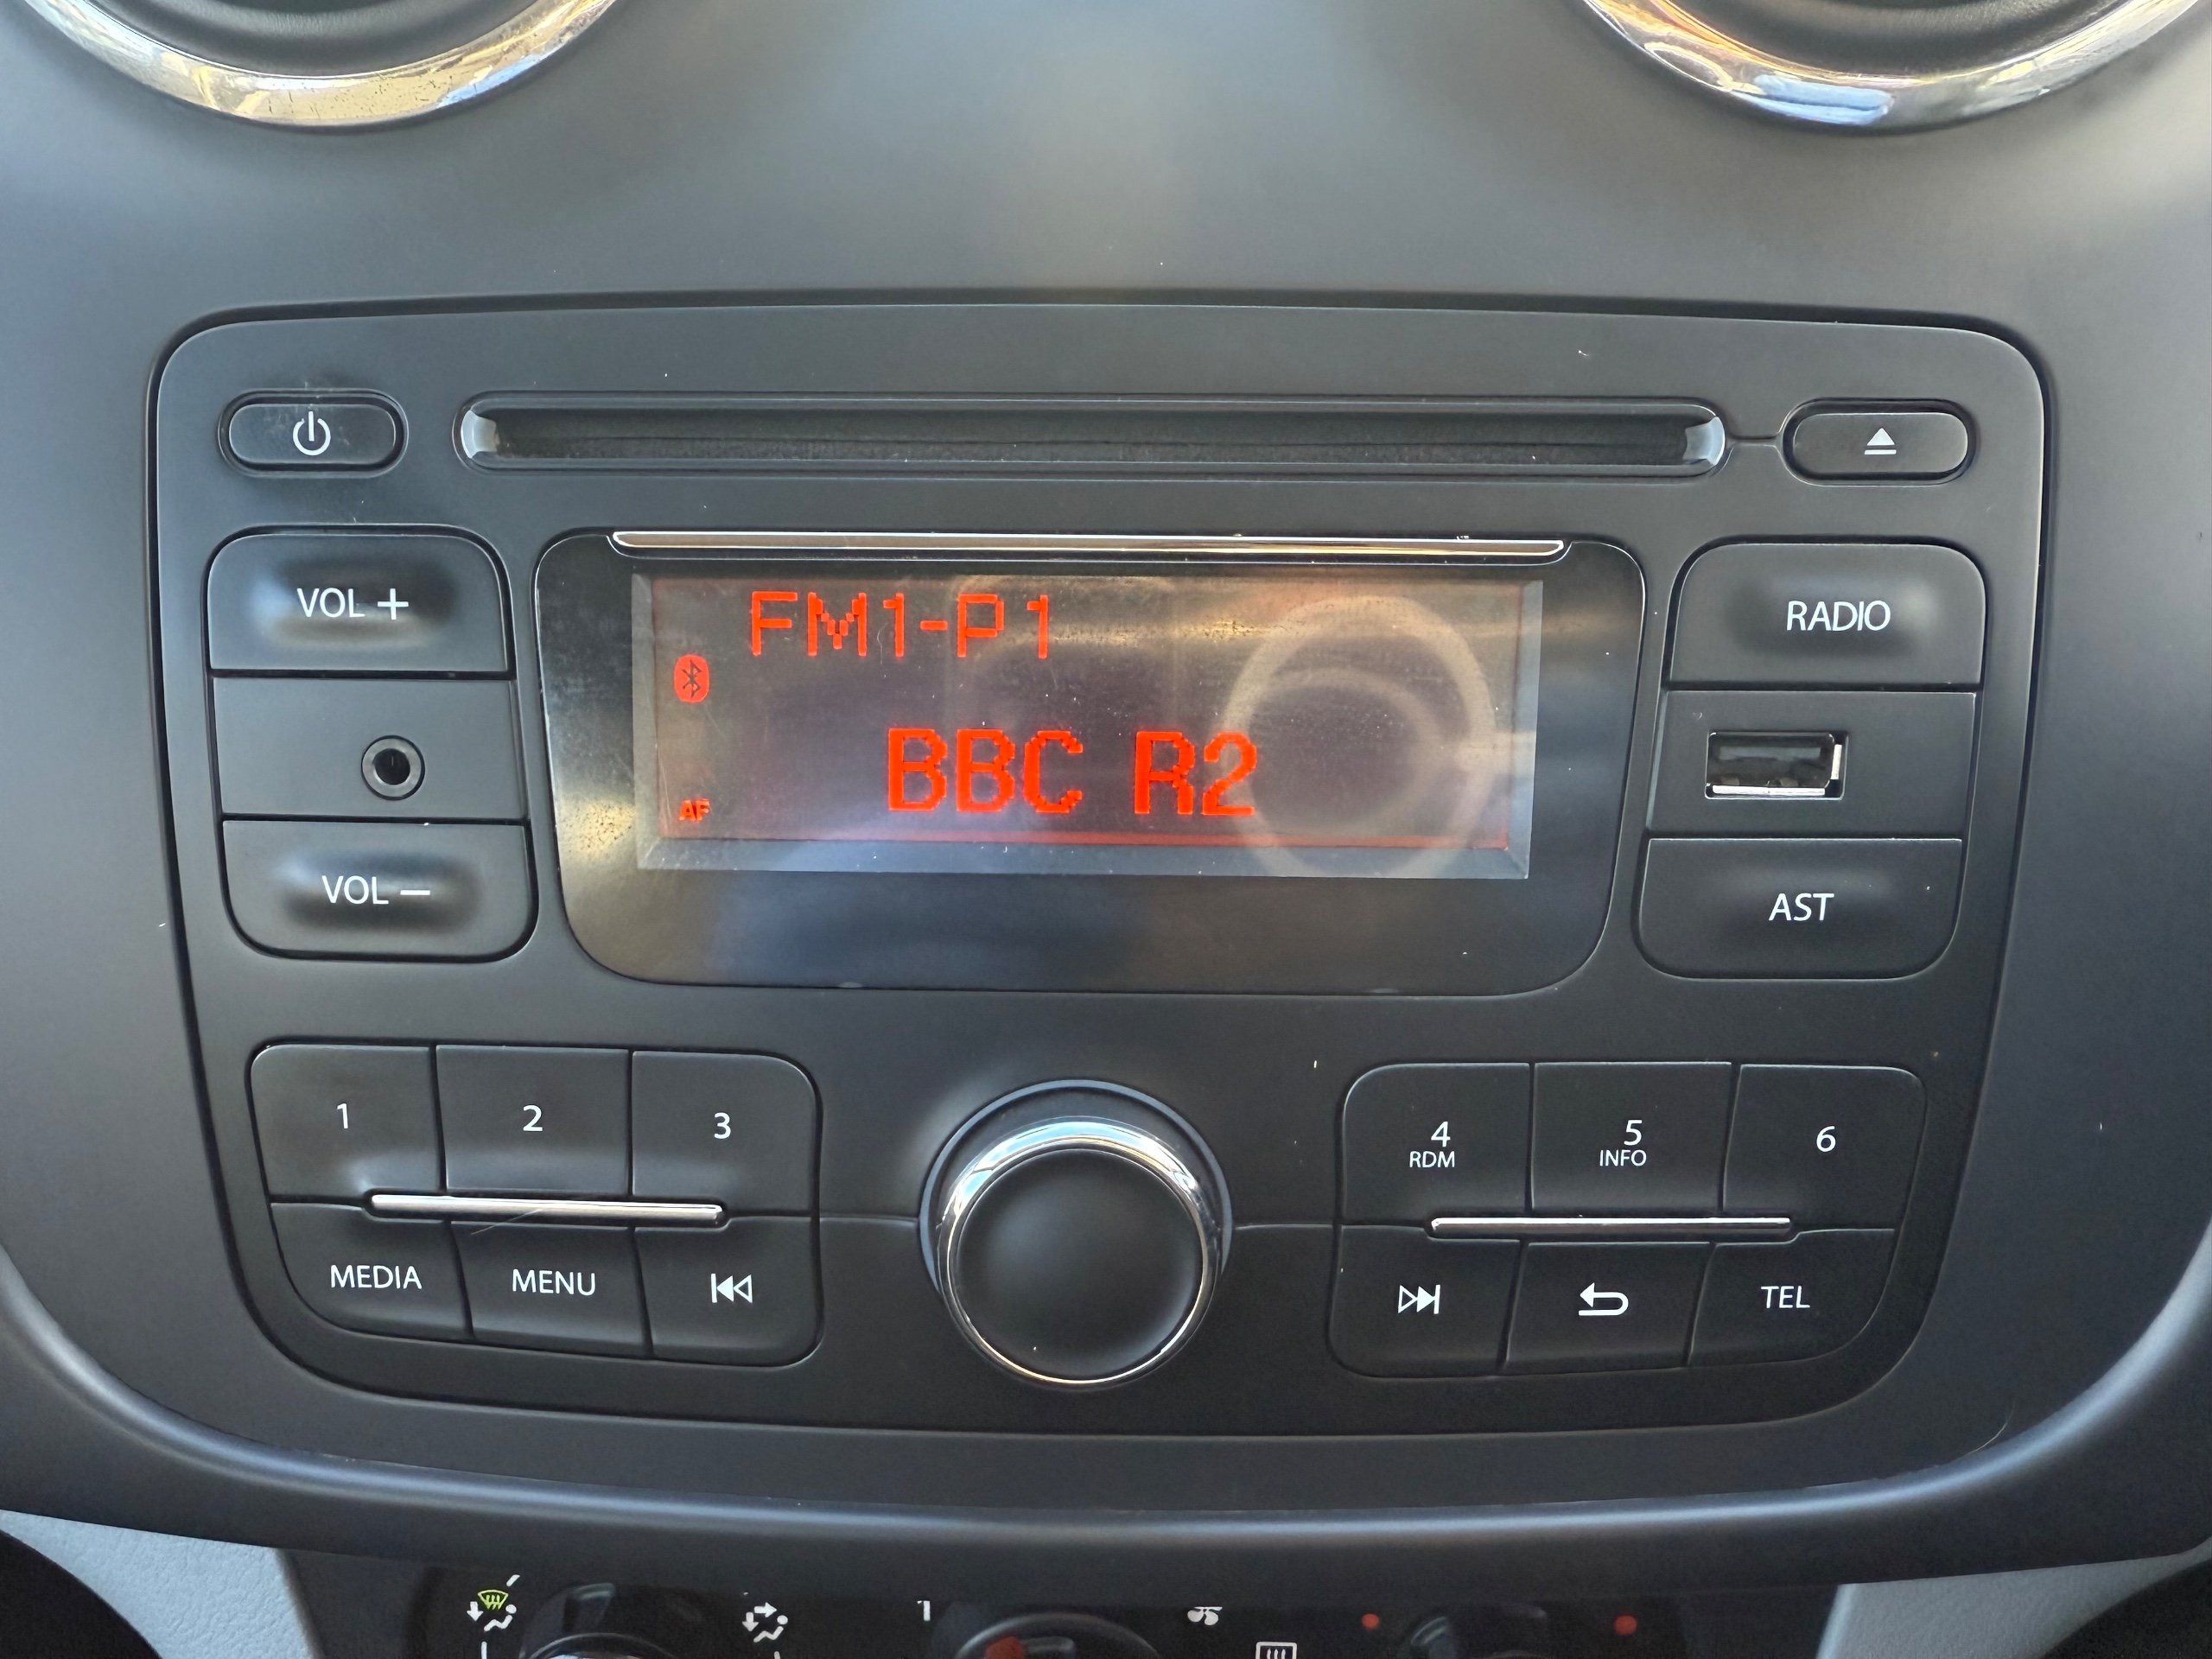 FM1-P1
BBC R2
AF
VOL +
VOL −
RADIO
AST
1
2
3
4
RDM
5
INFO
6
MEDIA
MENU
TEL
1